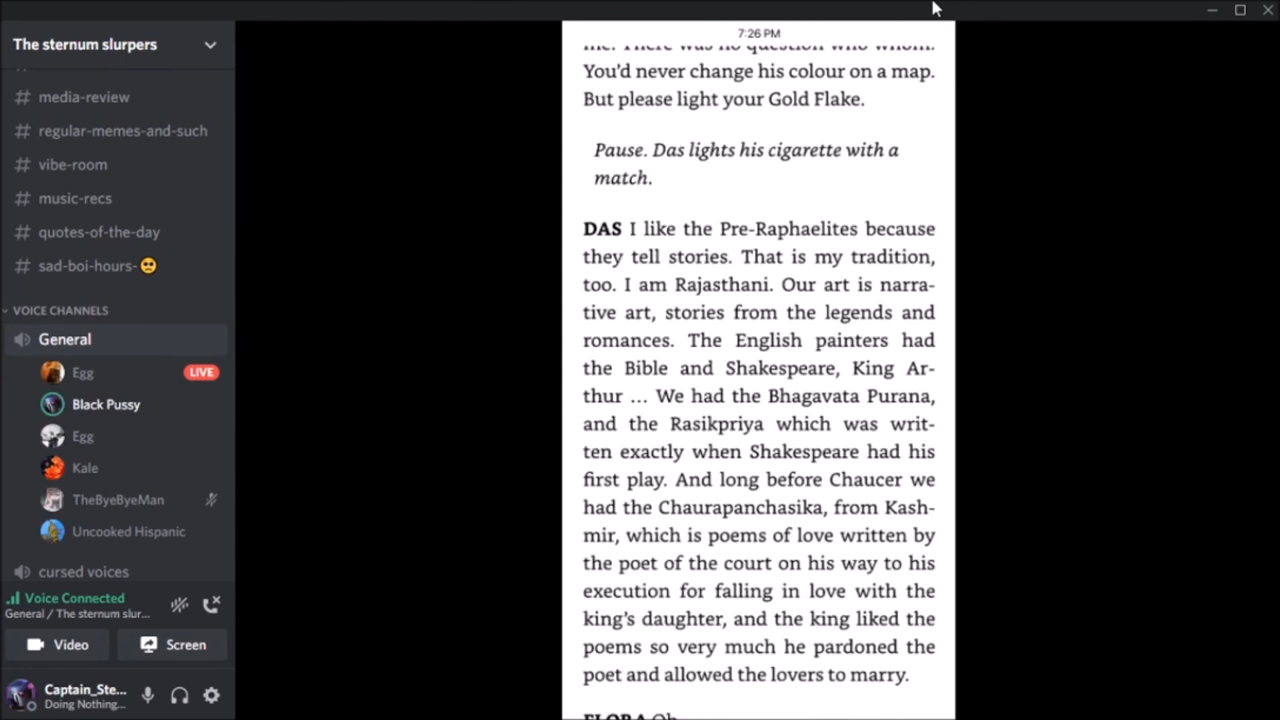 The sternum slurpers
# media-review
# regular-memes-and-such
# vibe-room
# music-recs
# quotes-of-the-day
# sad-boi-hours-🥺
VOICE CHANNELS
General
Egg LIVE
Black Pussy
Egg
Kale
TheByeByeMan
Uncooked Hispanic
cursed voices
Voice Connected
General / The sternum slur...
Video Screen
Captain_Ste...
Doing Nothing...
7:26 PM
me. There was no question who whom.
You'd never change his colour on a map.
But please light your Gold Flake.
Pause. Das lights his cigarette with a
match.
DAS I like the Pre-Raphaelites because
they tell stories. That is my tradition,
too. I am Rajasthani. Our art is narra-
tive art, stories from the legends and
romances. The English painters had
the Bible and Shakespeare, King Ar-
thur … We had the Bhagavata Purana,
and the Rasikpriya which was writ-
ten exactly when Shakespeare had his
first play. And long before Chaucer we
had the Chaurapanchasika, from Kash-
mir, which is poems of love written by
the poet of the court on his way to his
execution for falling in love with the
king's daughter, and the king liked the
poems so very much he pardoned the
poet and allowed the lovers to marry.
FLORA Oh